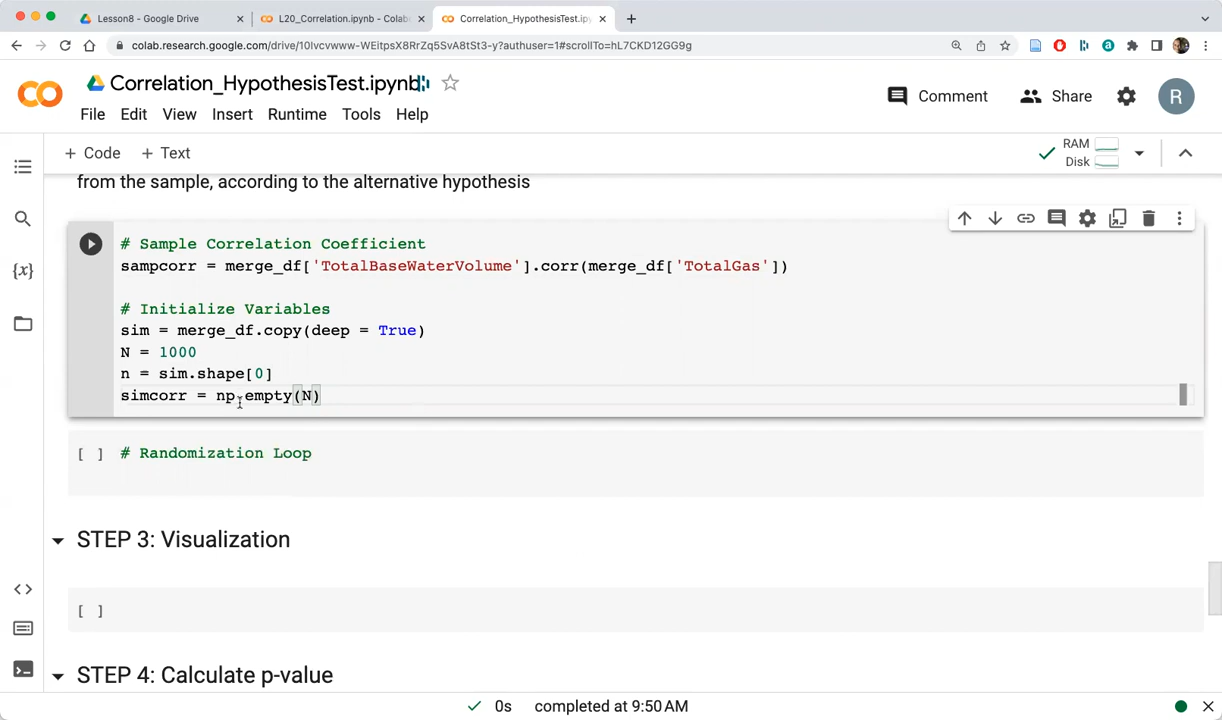 Lesson8 - Google Drive
L20_Correlation.ipynb - Colab
Correlation_HypothesisTest.ipy
colab.research.google.com/drive/10Ivcvwww-WEitpsX8RrZq5SvA8tSt3-y?authuser=1#scrollTo=hL7CKD12GG9g
Correlation_HypothesisTest.ipynb
Comment
Share
R
File Edit View Insert Runtime Tools Help
+ Code + Text
RAM
Disk
from the sample, according to the alternative hypothesis
# Sample Correlation Coefficient
sampcorr = merge_df['TotalBaseWaterVolume'].corr(merge_df['TotalGas'])
# Initialize Variables
sim = merge_df.copy(deep = True)
N = 1000
n = sim.shape[0]
simcorr = np.empty(N)
[ ] # Randomization Loop
STEP 3: Visualization
[ ]
STEP 4: Calculate p-value
0s completed at 9:50 AM